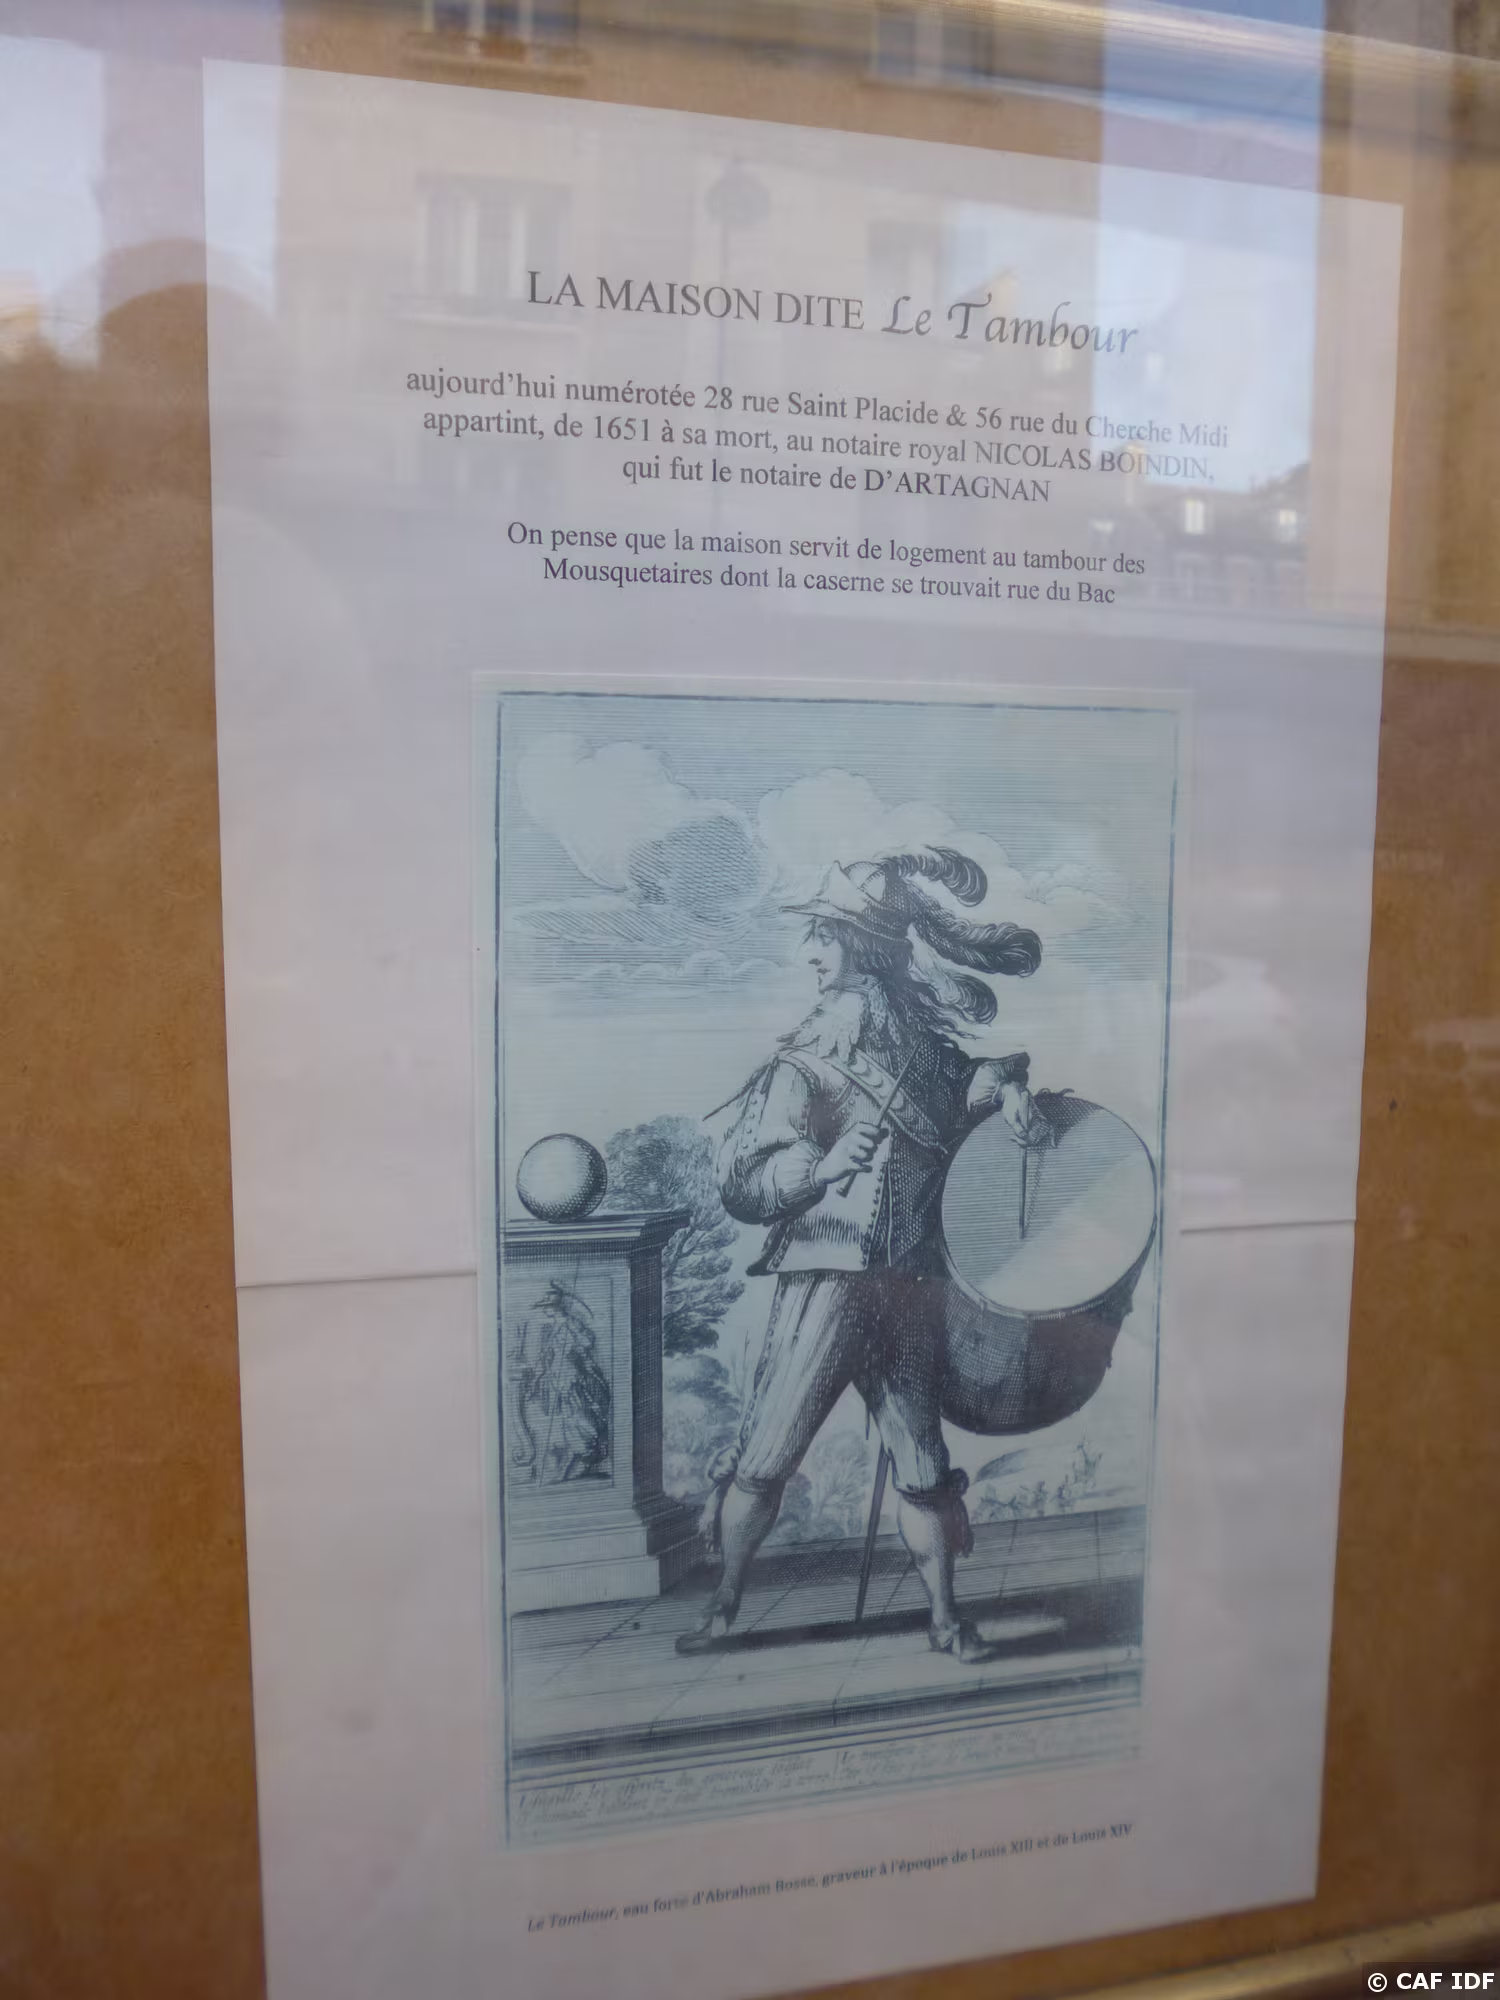 LA MAISON DITE Le Tambour
aujourd'hui numérotée 28 rue Saint Placide & 56 rue du Cherche Midi
appartint, de 1651 à sa mort, au notaire royal NICOLAS BOINDIN,
qui fut le notaire de D'ARTAGNAN
On pense que la maison servit de logement au tambour des
Mousquetaires dont la caserne se trouvait rue du Bac
Le Tambour, eau forte d'Abraham Bosse, graveur à l'époque de Louis XIII et de Louis XIV
© CAF IDF